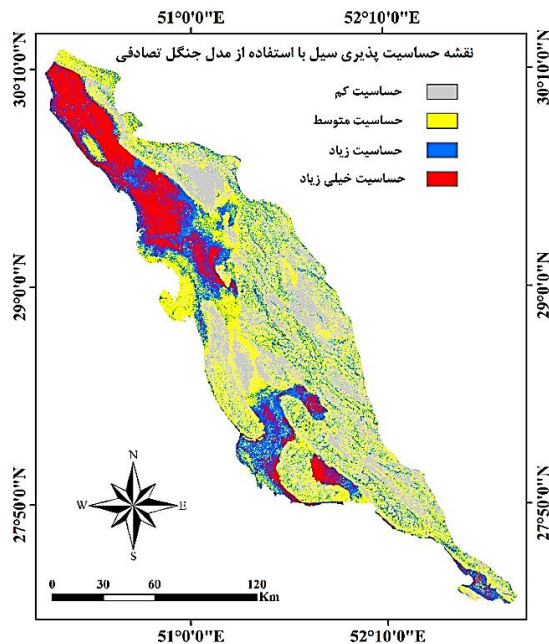 51°0'0"E 52°10'0"E
نقشه حساسیت پذیری سیل با استفاده از مدل جنگل تصادفی
حساسیت کم
حساسیت متوسط
حساسیت زیاد
حساسیت خیلی زیاد
30°10'0"N 30°10'0"N
29°0'0"N 29°0'0"N
27°50'0"N 27°50'0"N
N
W E
S
0 30 60 120
Km
51°0'0"E 52°10'0"E